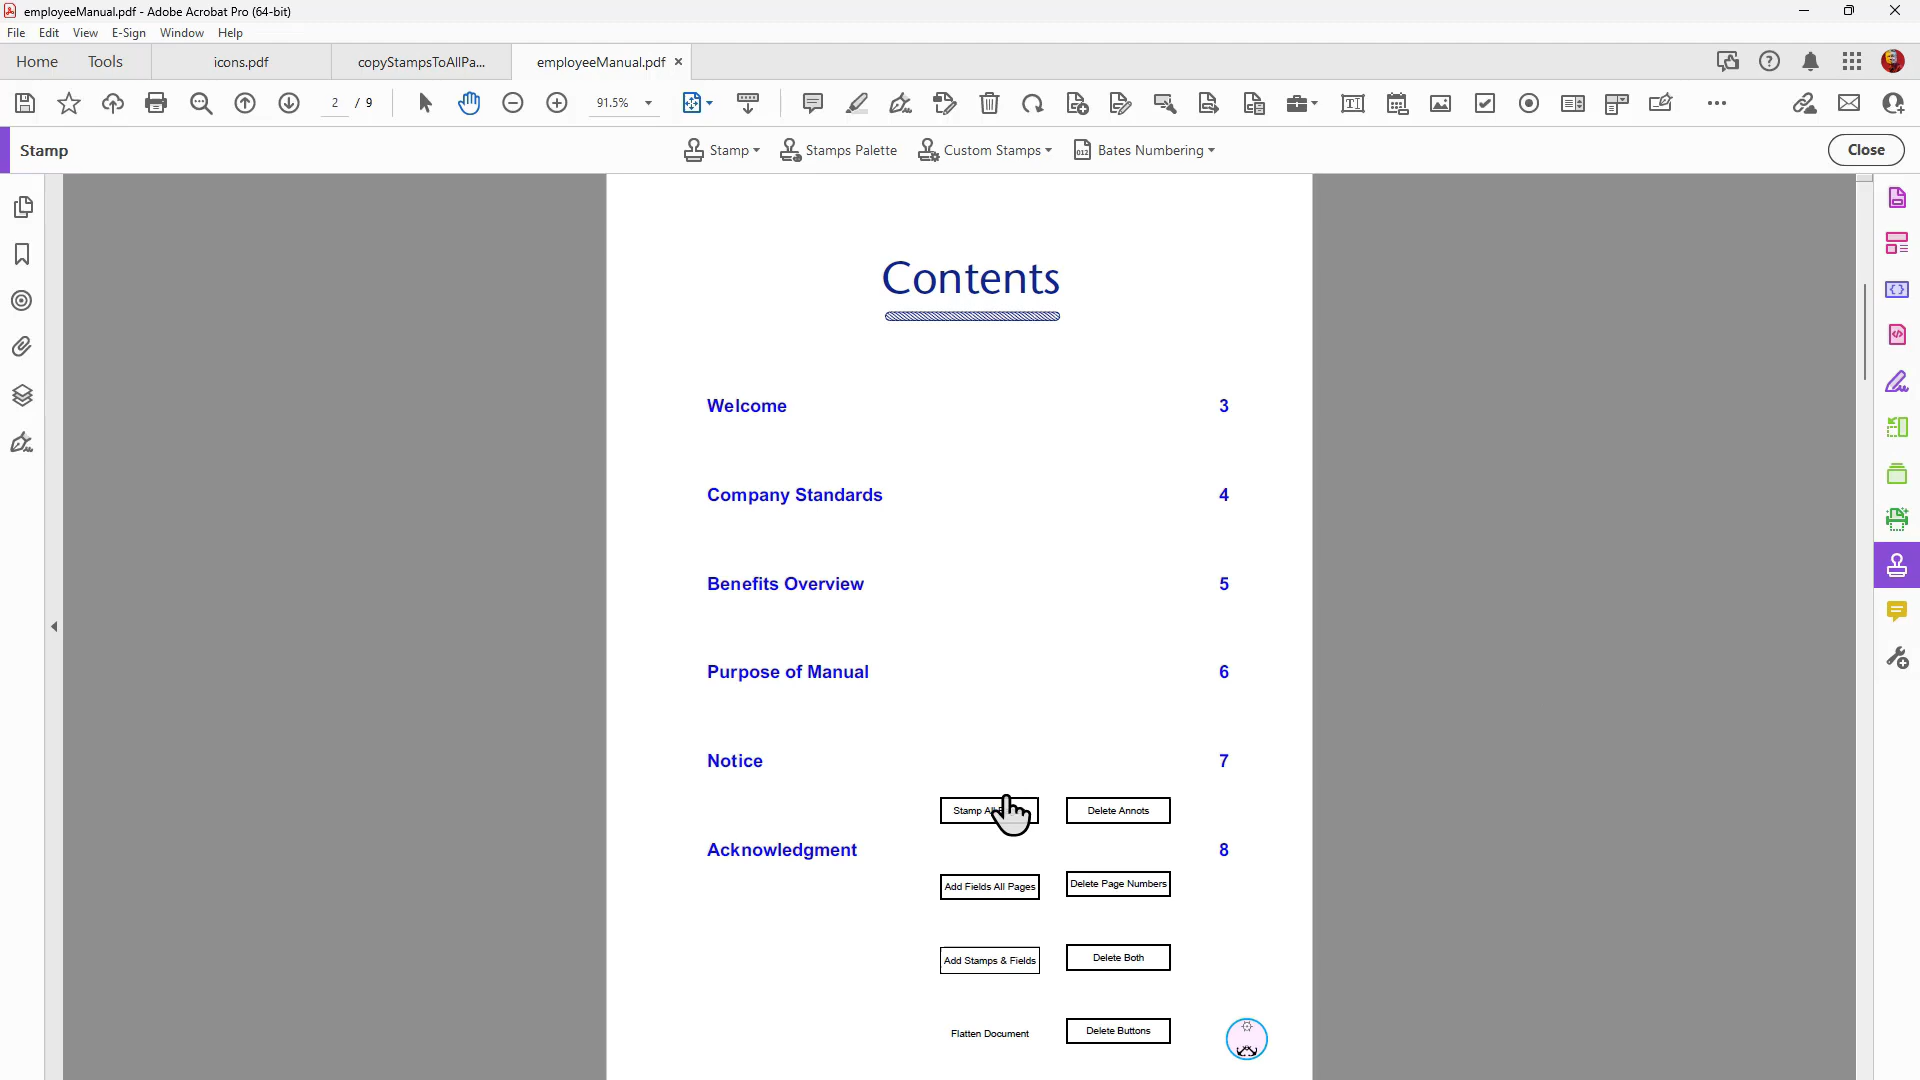 employeeManual.pdf - Adobe Acrobat Pro (64-bit)
File Edit View E-Sign Window Help
Home Tools icons.pdf copyStampsToAllPa... employeeManual.pdf
2 / 9 91.5%
Stamp Stamp Stamps Palette Custom Stamps Bates Numbering Close
Contents
Welcome 3
Company Standards 4
Benefits Overview 5
Purpose of Manual 6
Notice 7
Stamp Delete Annots
Acknowledgment 8
Add Fields All Pages Delete Page Numbers
Add Stamps & Fields Delete Both
Flatten Document Delete Buttons